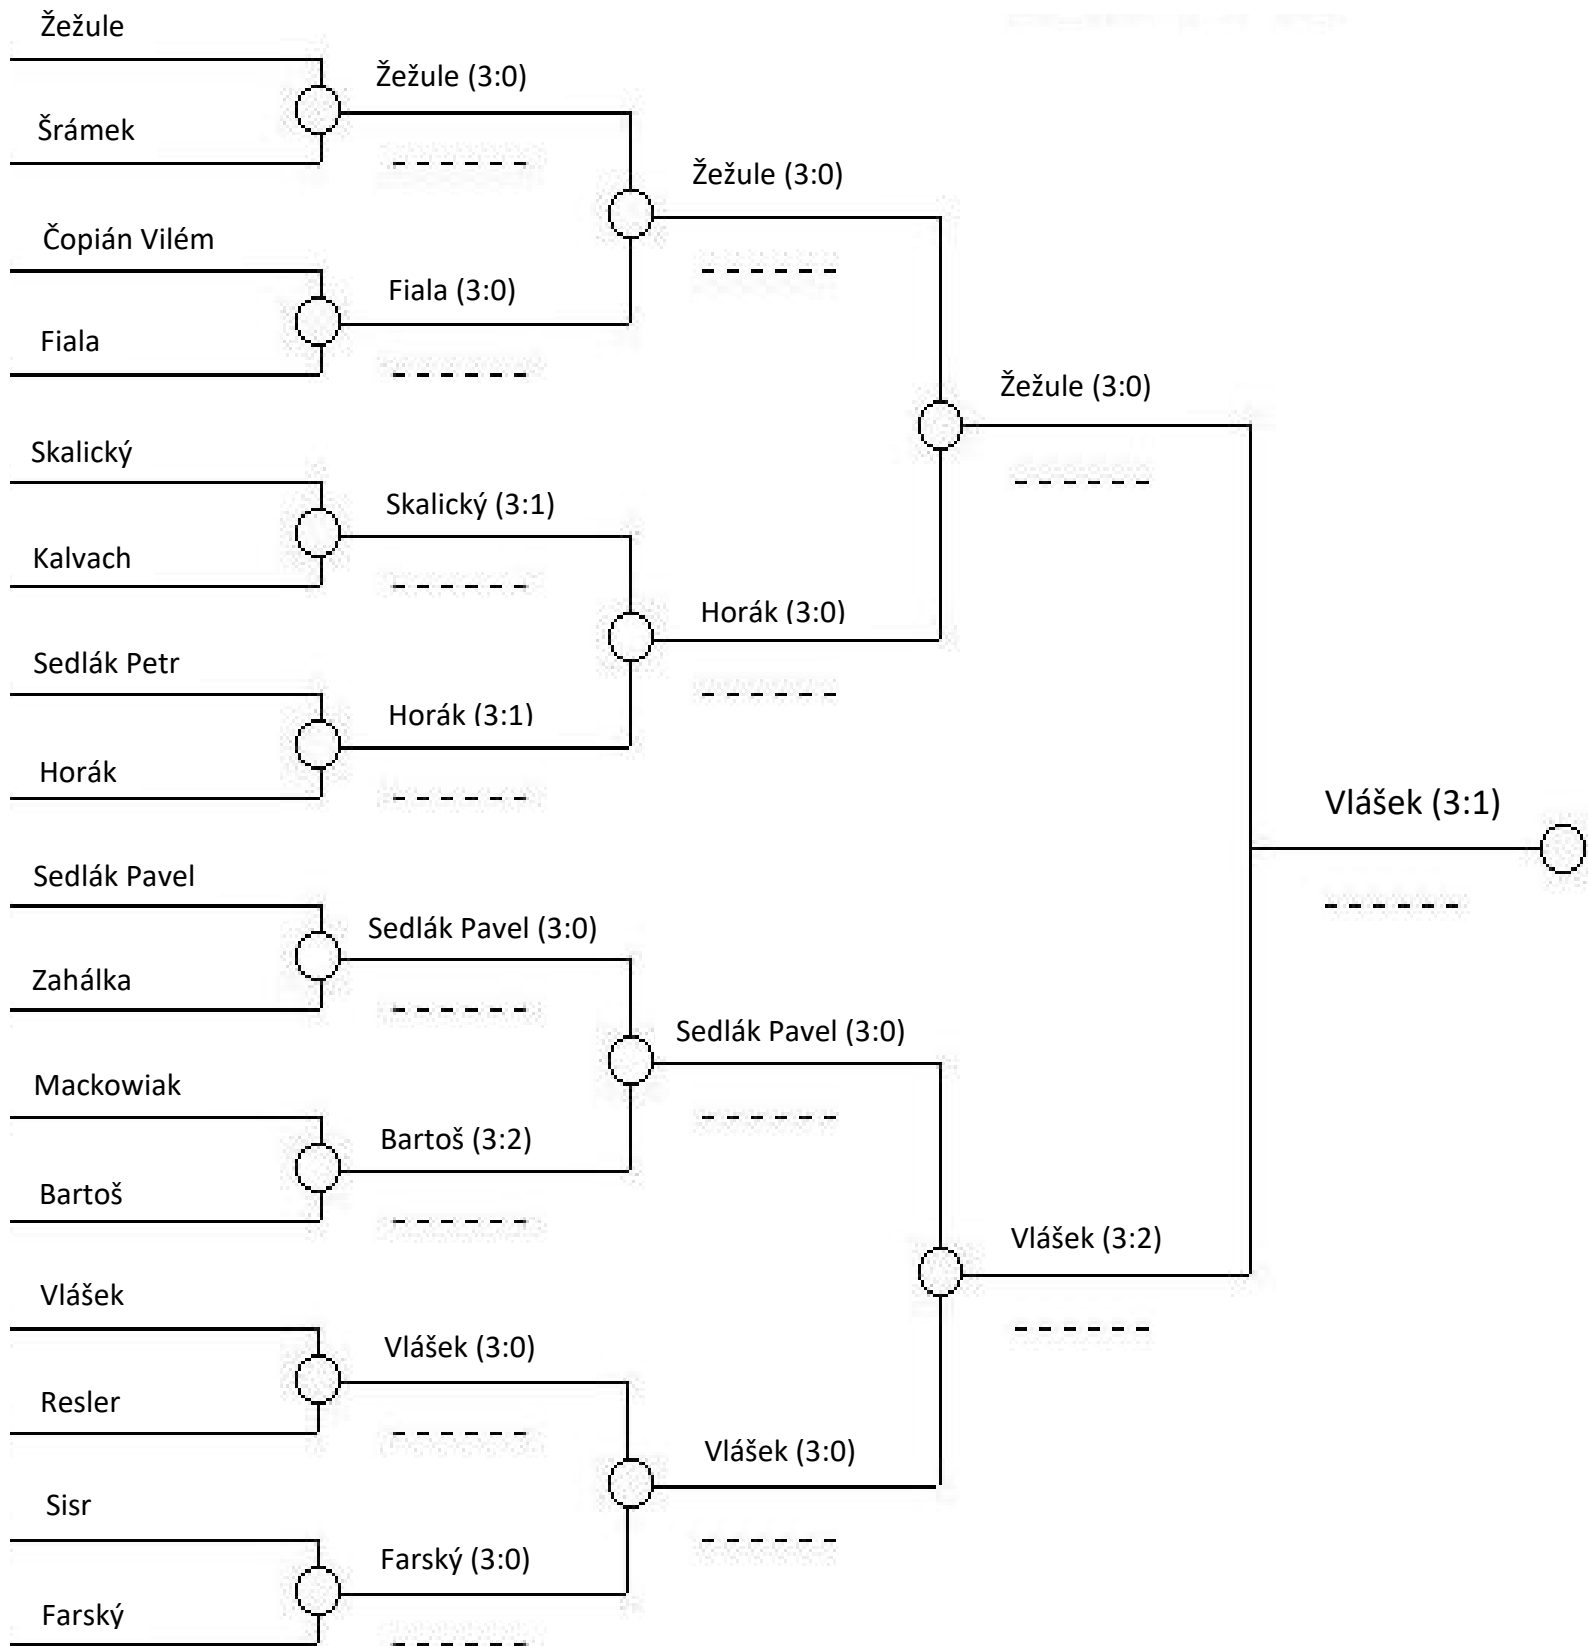 Žežule
Šrámek
Čopián Vilém
Fiala
Skalický
Kalvach
Sedlák Petr
Horák
Sedlák Pavel
Zahálka
Mackowiak
Bartoš
Vlášek
Resler
Sisr
Farský
Žežule (3:0)
Fiala (3:0)
Skalický (3:1)
Horák (3:1)
Sedlák Pavel (3:0)
Bartoš (3:2)
Vlášek (3:0)
Farský (3:0)
Žežule (3:0)
Horák (3:0)
Sedlák Pavel (3:0)
Vlášek (3:0)
Žežule (3:0)
Vlášek (3:2)
Vlášek (3:1)